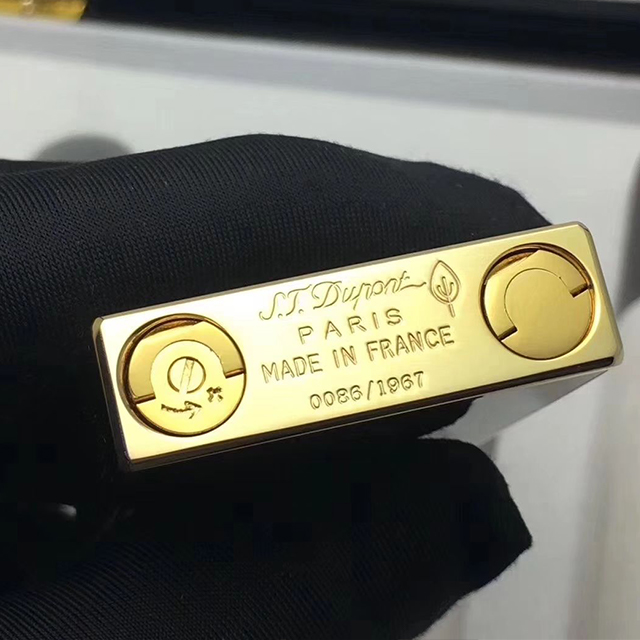 S.T. Dupont
PARIS
MADE IN FRANCE
0086/1967